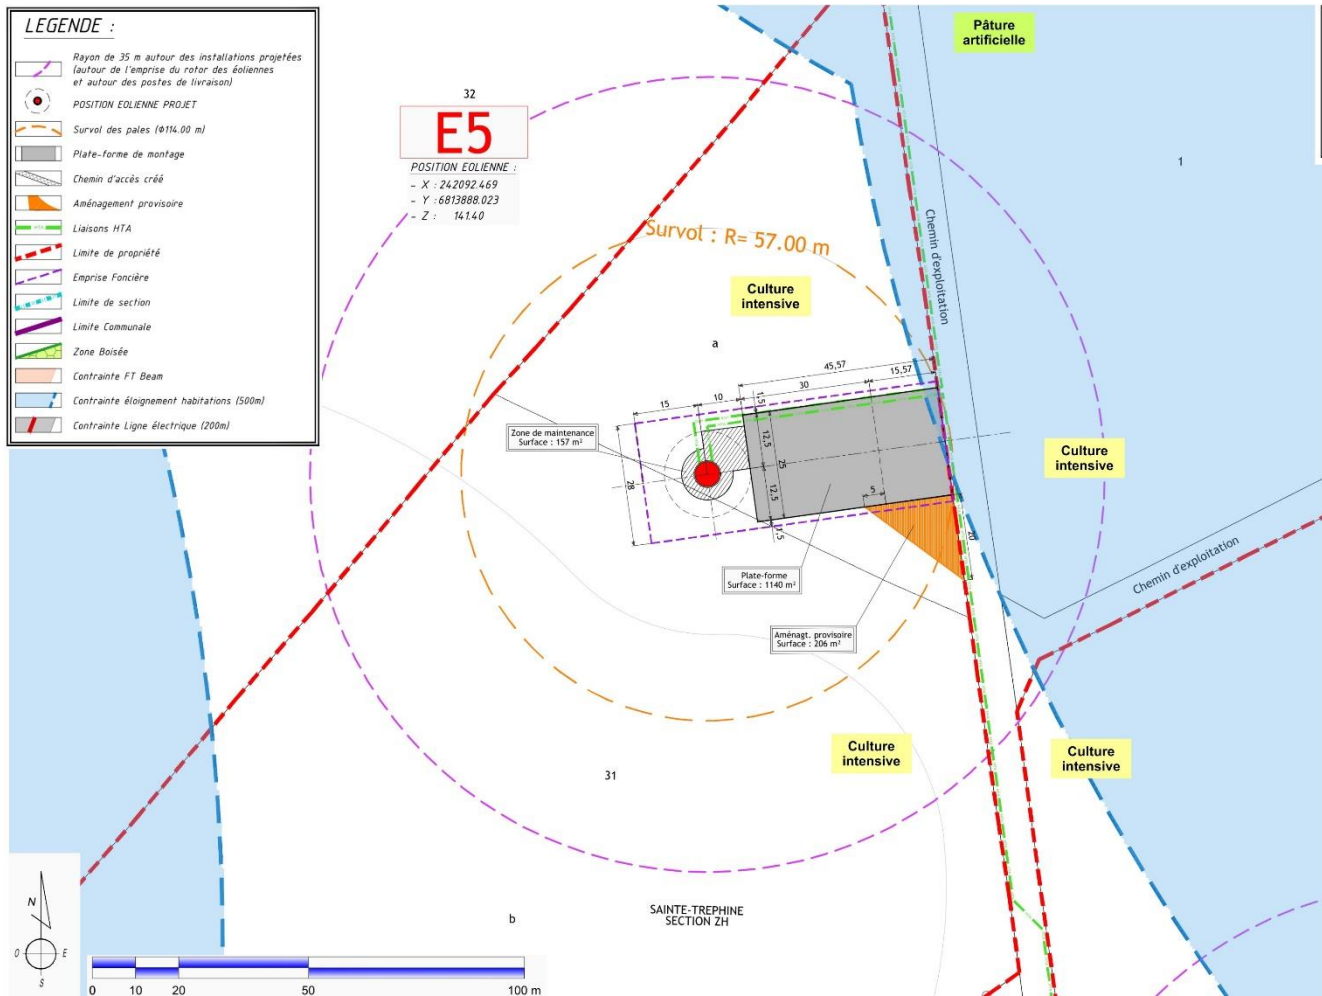 LEGENDE :
Rayon de 35 m autour des installations projetées
(autour de l'emprise du rotor des éoliennes
et autour des postes de livraison)
POSITION EOLIENNE PROJET
Survol des pales (Φ114.00 m)
Plate-forme de montage
Chemin d'accès créé
Aménagement provisoire
HTA
Liaisons HTA
Limite de propriété
Emprise Foncière
Limite de section
Limite Communale
Zone Boisée
Contrainte FT Beam
Contrainte éloignement habitations (500m)
Contrainte Ligne électrique (200m)
32
E5
POSITION EOLIENNE :
- X : 242092.469
- Y : 6813888.023
- Z : 141.40
Pâture
artificielle
1
Survol : R= 57.00 m
Chemin d'exploitation
Culture
intensive
a
45,57
30
15,57
15
10
1,5
12,5
25
12,5
1,5
28
5
20
Zone de maintenance
Surface : 157 m²
Culture
intensive
Plate-forme
Surface : 1140 m²
Chemin d'exploitation
Aménagt. provisoire
Surface : 206 m²
Culture
intensive
Culture
intensive
31
SAINTE-TREPHINE
SECTION ZH
b
N
O
E
S
0 10 20 50 100 m